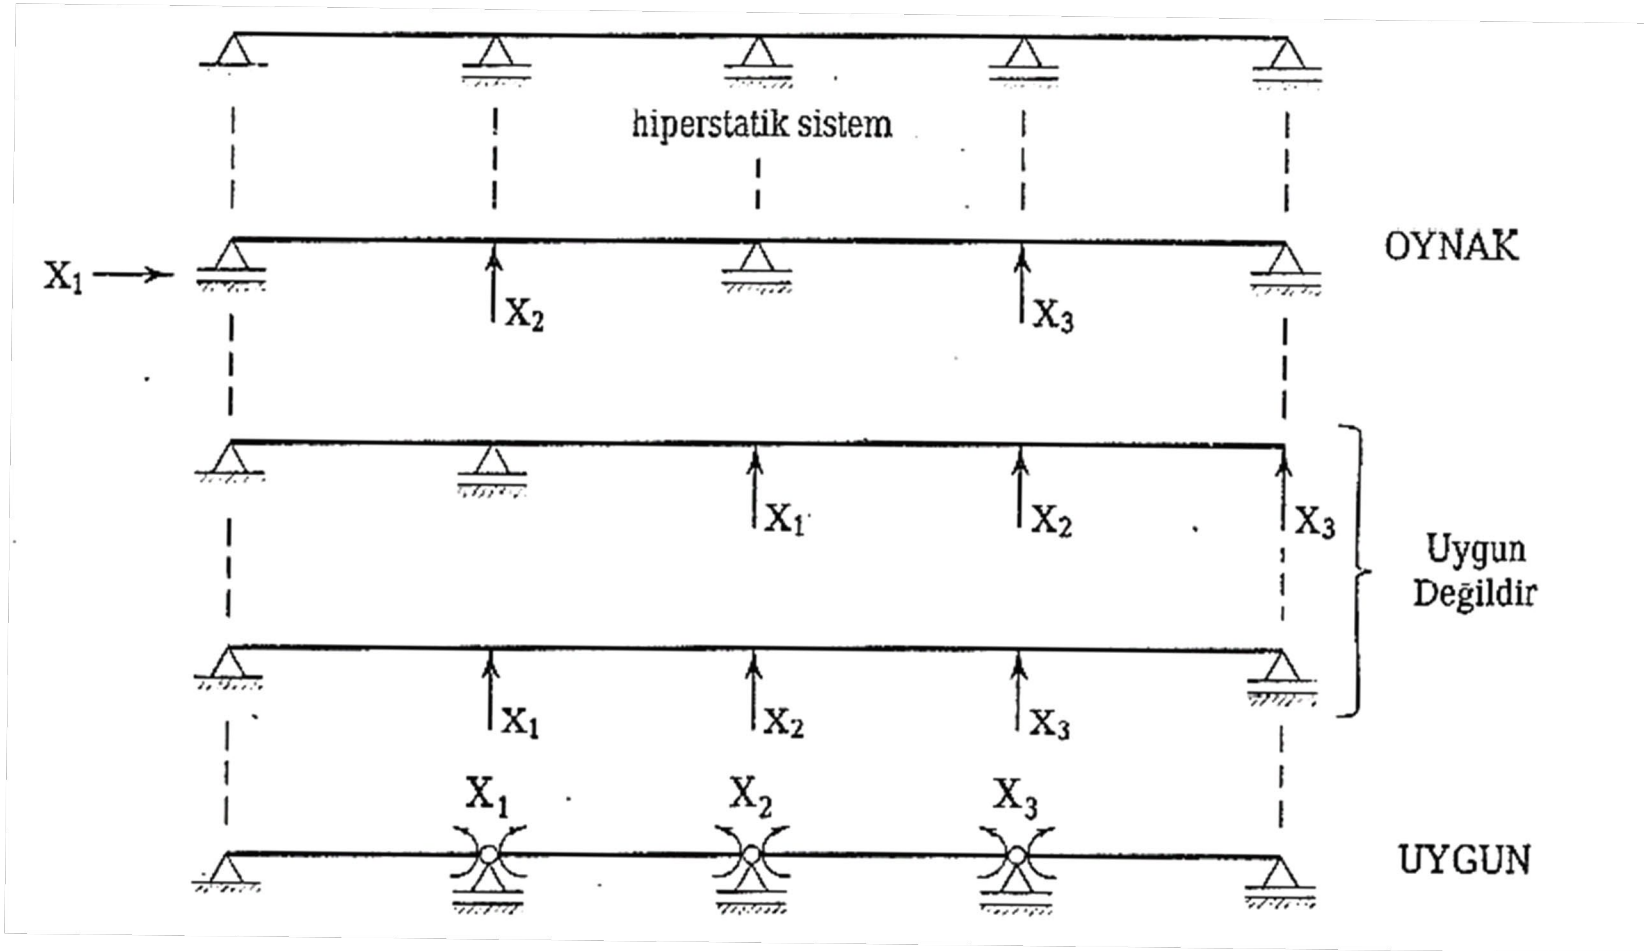 hiperstatik sistem
OYNAK
X₁
X₂
X₃
X₁
X₂
X₃
Uygun
Değildir
X₁
X₂
X₃
X₁
X₂
X₃
UYGUN